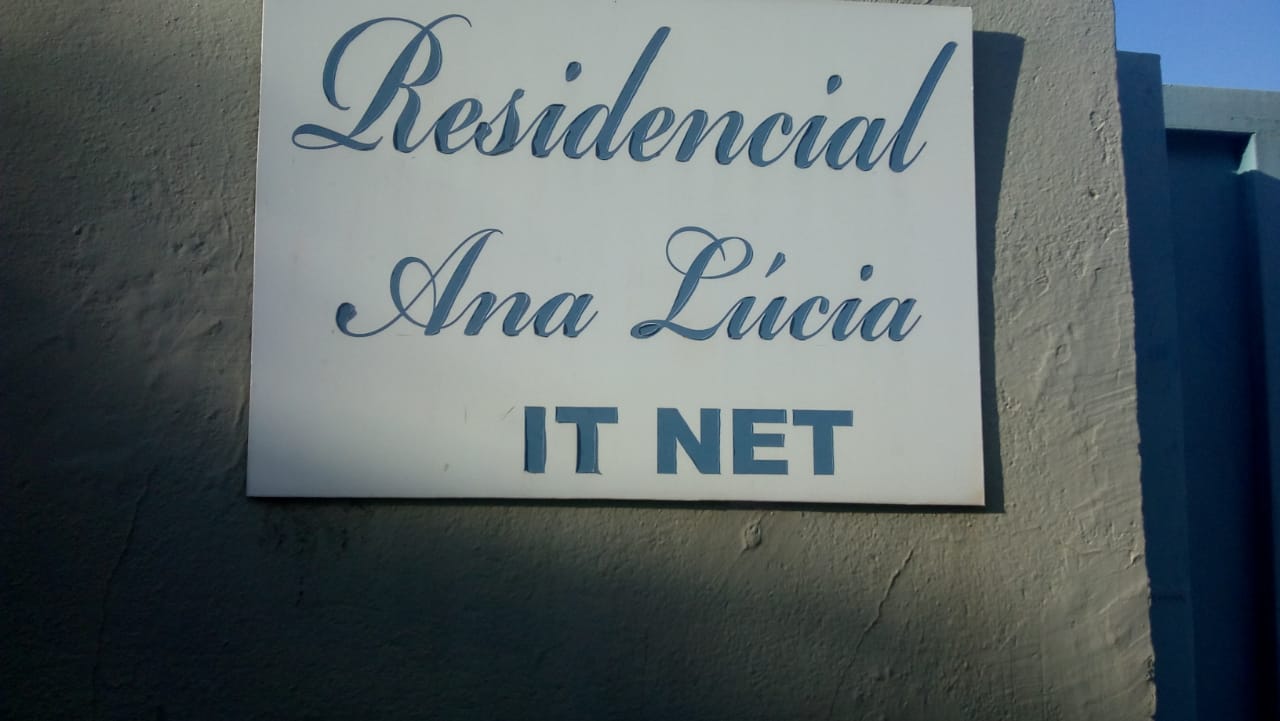 Residencial
Ana Lúcia
IT NET